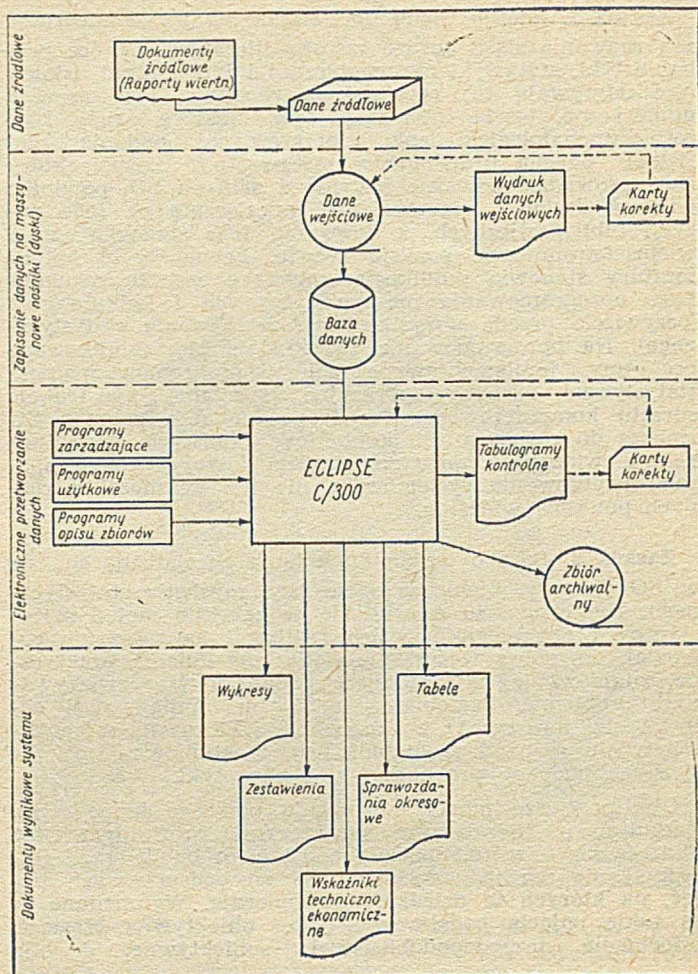 Dane źródłowe
Dokumenty
źródłowe
(Raporty wiertn.)
Dane źródłowe
Zapisanie danych na maszy-
nowe nośniki (dyski)
Dane
wejściowe
Wydruk
danych
wejściowych
Karty
korekty
Baza
danych
Elektroniczne przetwarzanie
danych
Programy
zarządzające
Programy
użytkowe
Programy
opisu zbiorów
ECLIPSE
C/300
Tabulogramy
kontrolne
Karty
korekty
Zbiór
archiwal-
ny
Dokumenty wynikowe systemu
Wykresy
Tabele
Zestawienia
Sprawozda-
nia okreso-
we
Wskaźniki
techniczno
ekonomicz-
ne